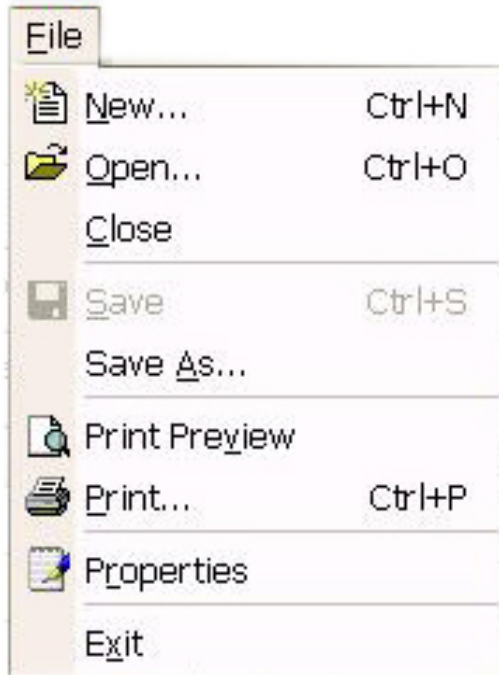 File
New... Ctrl+N
Open... Ctrl+O
Close
Save Ctrl+S
Save As...
Print Preview
Print... Ctrl+P
Properties
Exit